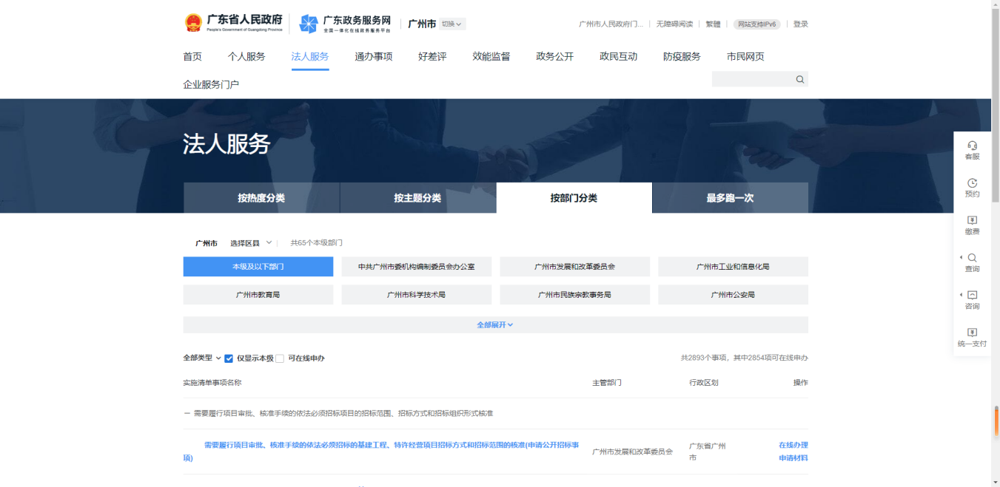 广东省人民政府
People's Government of Guangdong Province
广东政务服务网
全国一体化在线政务服务平台
广州市 切换
广州市人民政府门... 无障碍阅读 繁體 网站支持IPv6 登录
首页 个人服务 法人服务 通办事项 好差评 效能监督 政务公开 政民互动 防疫服务 市民网页
企业服务门户
法人服务
按热度分类 按主题分类 按部门分类 最多跑一次
客服
预约
缴费
查询
咨询
统一支付
广州市 选择区县 共65个本级部门
本级及以下部门 中共广州市委机构编制委员会办公室 广州市发展和改革委员会 广州市工业和信息化局
广州市教育局 广州市科学技术局 广州市民族宗教事务局 广州市公安局
全部展开
全部类型 仅显示本级 可在线申办 共2893个事项，其中2854项可在线申办
实施清单事项名称 主管部门 行政区划 操作
一 需要履行项目审批、核准手续的依法必须招标项目的招标范围、招标方式和招标组织形式核准
需要履行项目审批、核准手续的依法必须招标的基建工程、特许经营项目招标方式和招标范围的核准(申请公开招标事
项)
广州市发展和改革委员会
广东省广州
市
在线办理
申请材料